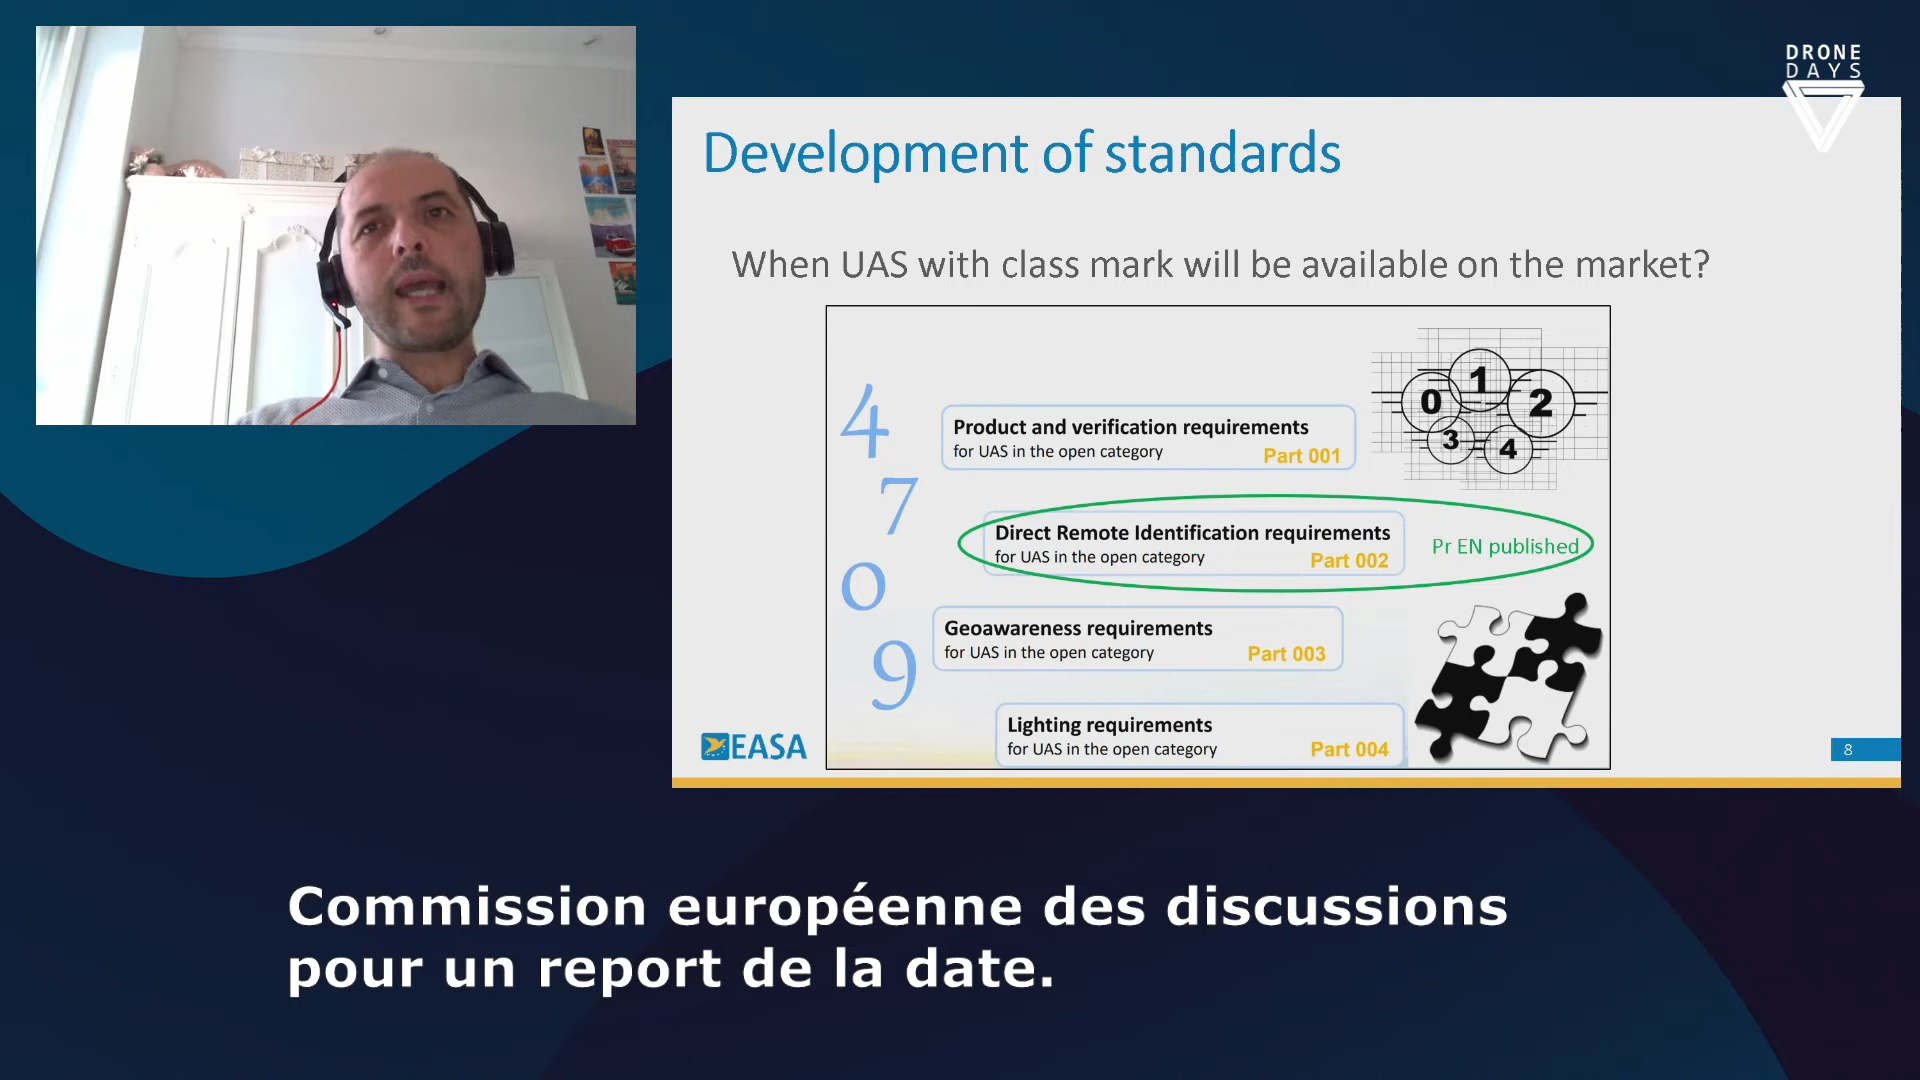 DRONE
DAYS
Development of standards
When UAS with class mark will be available on the market?
4
7
0
9
Product and verification requirements
for UAS in the open category
Part 001
0
1
2
3
4
Direct Remote Identification requirements
for UAS in the open category
Part 002
Pr EN published
Geoawareness requirements
for UAS in the open category
Part 003
Lighting requirements
for UAS in the open category
Part 004
EASA
8
Commission européenne des discussions
pour un report de la date.